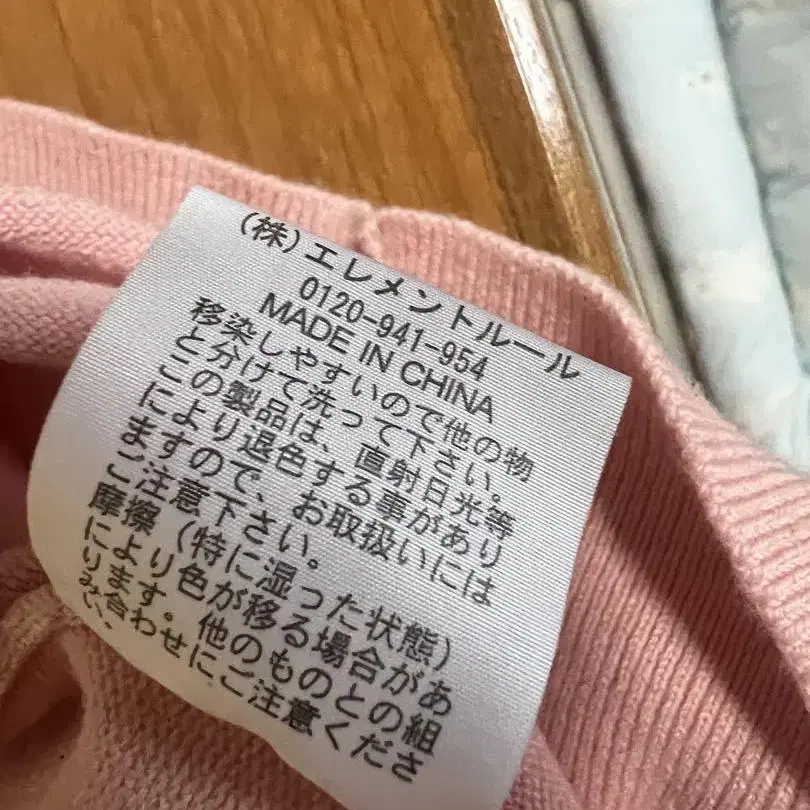 (株)エレメントルール
0120-941-954
MADE IN CHINA
移染しやすいので他の物
と分けて洗って下さい。
この製品は、直射日光等
により退色する事があり
ますので、お取扱いには
ご注意下さい。
摩擦(特に湿った状態)
により色が移る場合があ
ります。他のものとの組
み合わせにご注意くださ
い。